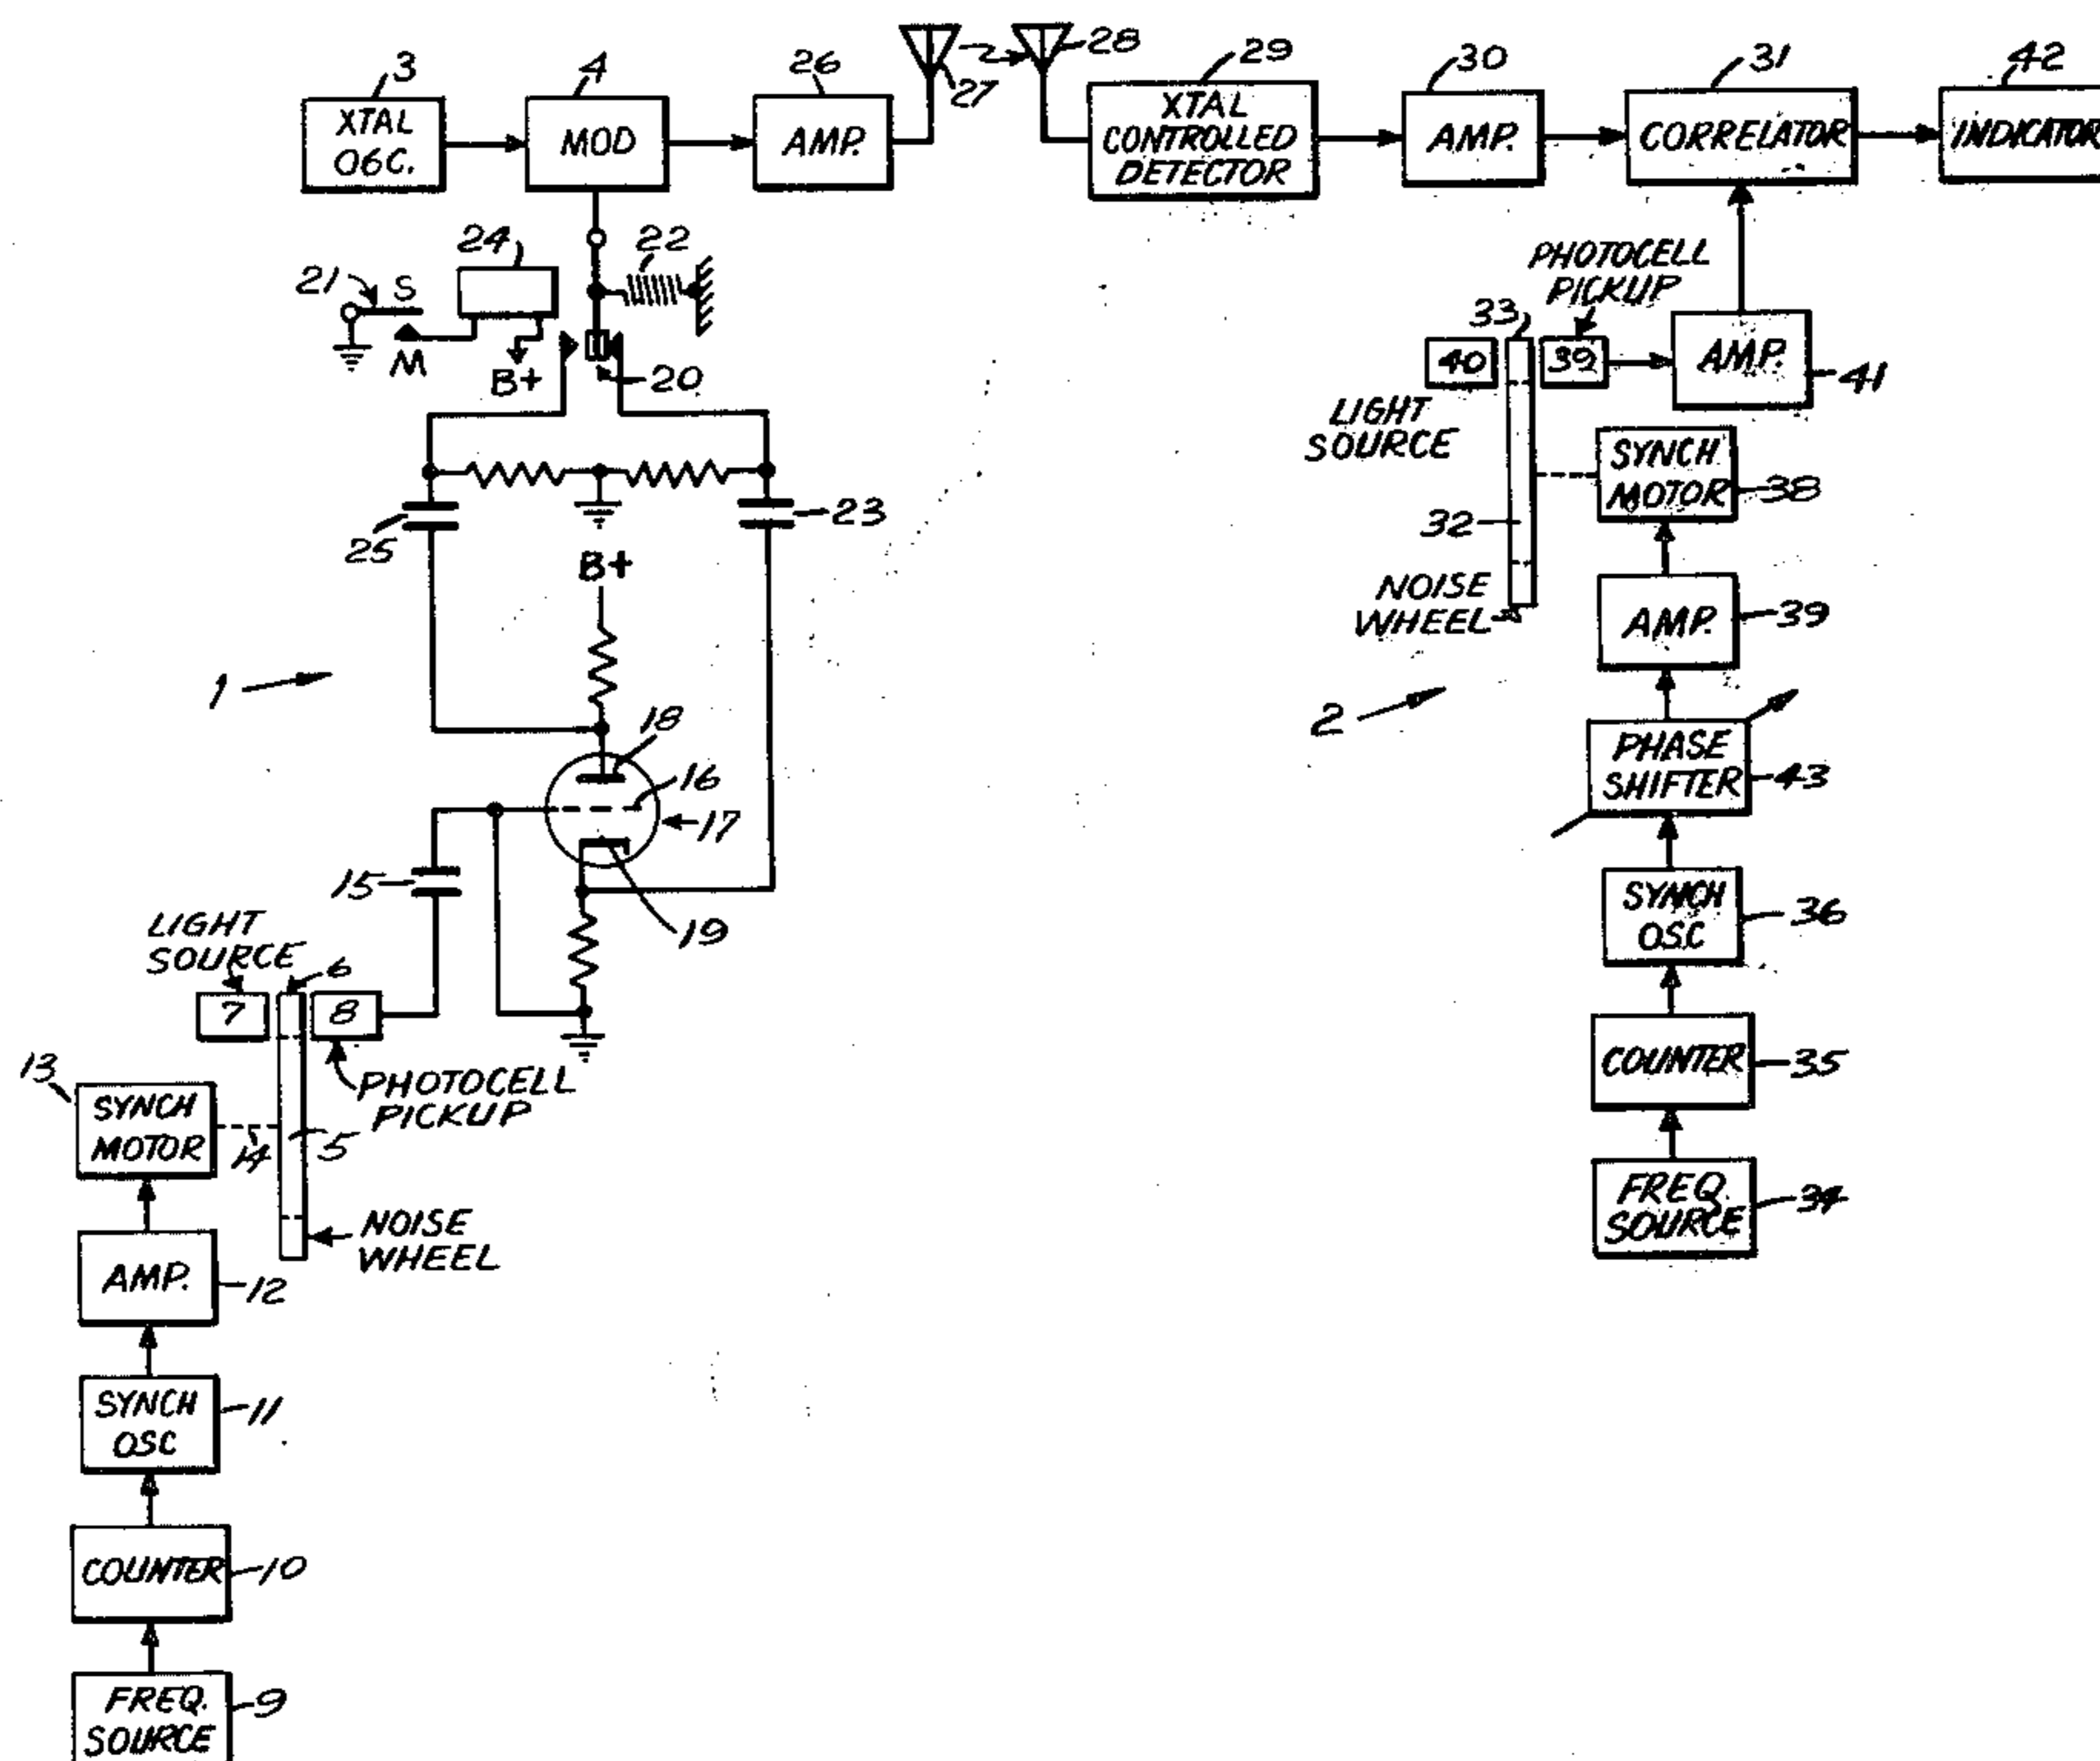 3
XTAL
OSC.
4
MOD
26
AMP.
27
28
29
XTAL
CONTROLLED
DETECTOR
30
AMP.
31
CORRELATOR
42
INDICATOR
24
22
21
S
M
B+
20
25
23
B+
1
18
16
17
15
19
LIGHT
SOURCE
6
7
8
PHOTOCELL
PICKUP
13
SYNCH
MOTOR
14
5
NOISE
WHEEL
AMP.
12
SYNCH
OSC
11
COUNTER
10
FREQ.
SOURCE
9
PHOTOCELL
PICKUP
33
40
39
AMP.
41
LIGHT
SOURCE
SYNCH
MOTOR
38
32
NOISE
WHEEL
AMP.
39
2
PHASE
SHIFTER
43
SYNCH
OSC
36
COUNTER
35
FREQ
SOURCE
34